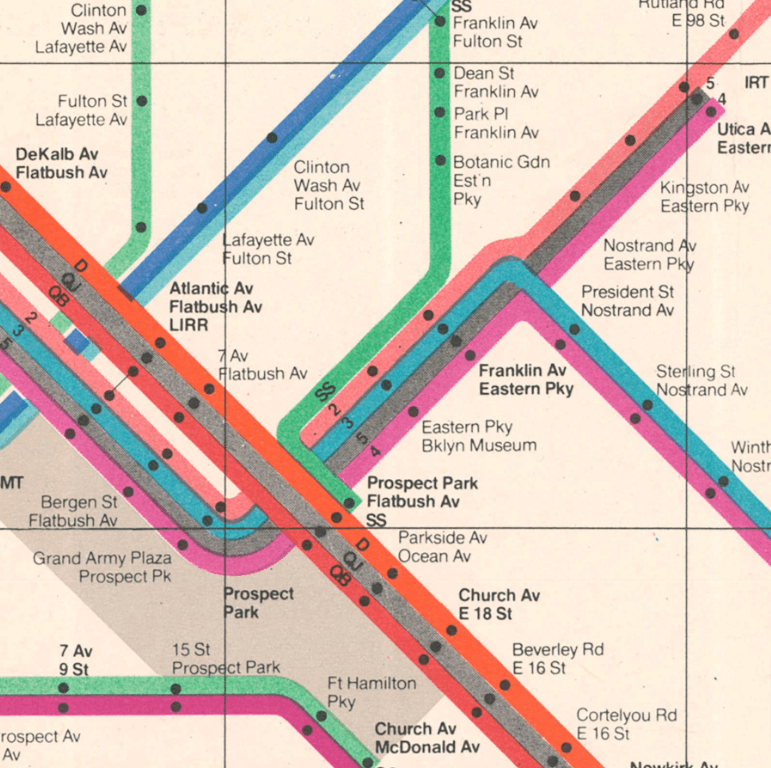 Clinton
Wash Av
Lafayette Av
SS
Franklin Av
Fulton St
Rutland Rd
E 98 St
Dean St
Franklin Av
5
IRT
4
Fulton St
Lafayette Av
Park Pl
Franklin Av
Utica A
Eastern
DeKalb Av
Flatbush Av
Clinton
Wash Av
Fulton St
Botanic Gdn
Est'n
Pky
Kingston Av
Eastern Pky
Lafayette Av
Fulton St
Nostrand Av
Eastern Pky
D
QJ
QB
Atlantic Av
Flatbush Av
LIRR
President St
Nostrand Av
2
3
5
7 Av
Flatbush Av
Franklin Av
Eastern Pky
Sterling St
Nostrand Av
SS
2
3
5
4
Eastern Pky
Bklyn Museum
Winth
Nostr
MT
Bergen St
Flatbush Av
Prospect Park
Flatbush Av
SS
Grand Army Plaza
Prospect Pk
D
QJ
QB
Parkside Av
Ocean Av
Prospect
Park
Church Av
E 18 St
7 Av
9 St
15 St
Prospect Park
Beverley Rd
E 16 St
Ft Hamilton
Pky
Cortelyou Rd
E 16 St
rospect Av
Av
Church Av
McDonald Av
Newkirk Av